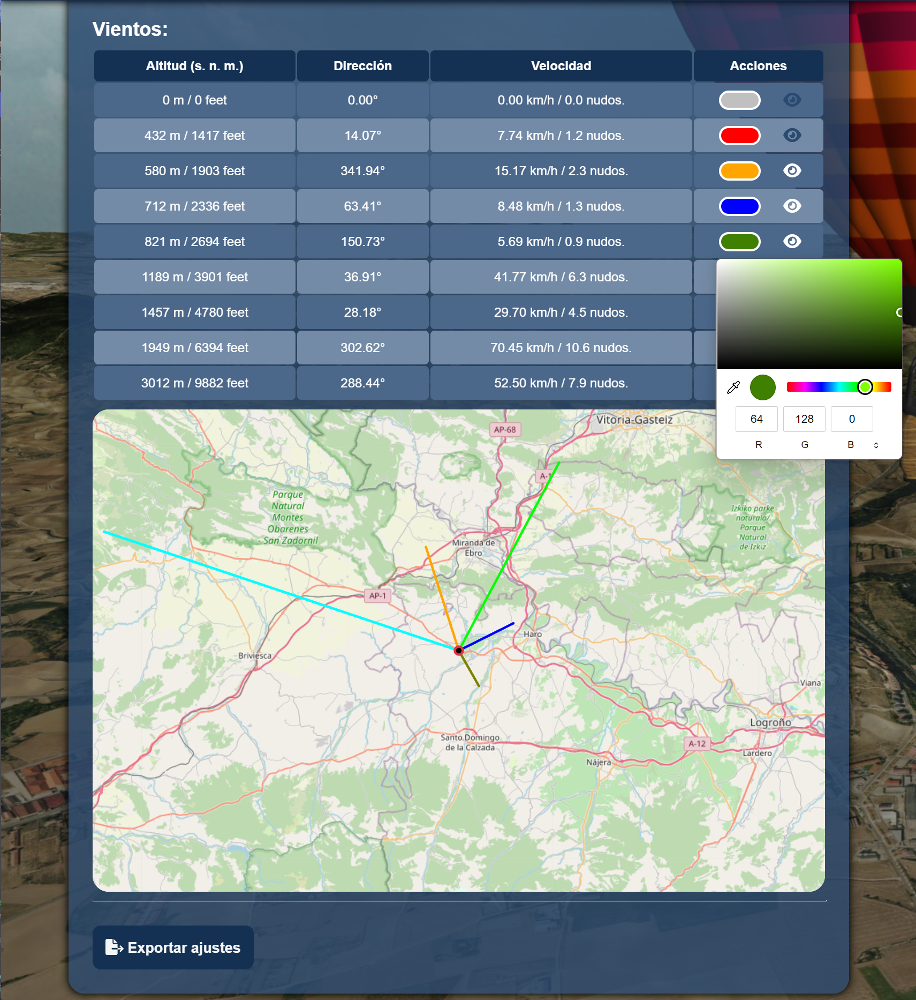 Vientos:
Altitud (s. n. m.) Dirección Velocidad Acciones
0 m / 0 feet 0.00° 0.00 km/h / 0.0 nudos.
432 m / 1417 feet 14.07° 7.74 km/h / 1.2 nudos.
580 m / 1903 feet 341.94° 15.17 km/h / 2.3 nudos.
712 m / 2336 feet 63.41° 8.48 km/h / 1.3 nudos.
821 m / 2694 feet 150.73° 5.69 km/h / 0.9 nudos.
1189 m / 3901 feet 36.91° 41.77 km/h / 6.3 nudos.
1457 m / 4780 feet 28.18° 29.70 km/h / 4.5 nudos.
1949 m / 6394 feet 302.62° 70.45 km/h / 10.6 nudos.
3012 m / 9882 feet 288.44° 52.50 km/h / 7.9 nudos.
64 128 0
R G B
Vitoria-Gasteiz
AP-68
A-1
Parque
Natural
Montes
Obarenes
- San Zadornil
Izkiko parke
naturala/
Parque
Natural
de Izkiz
Miranda de
Ebro
AP-1
Haro
Briviesca
Viana
Logroño
Santo Domingo
de la Calzada
A-12
Lardero
Nájera
Exportar ajustes